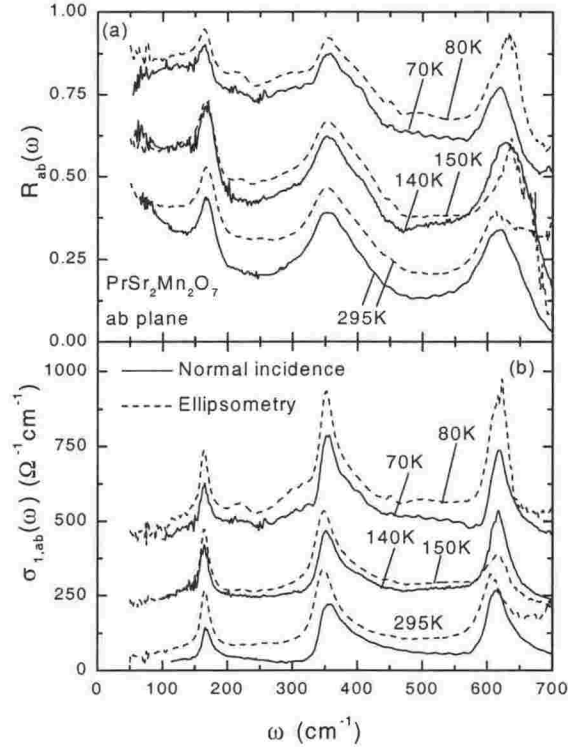 1.00
(a)
80K
0.75
70K
R_ab(ω)
0.50
140K
150K
0.25
PrSr₂Mn₂O₇
ab plane
295K
0.00
1000
Normal incidence
(b)
Ellipsometry
750
80K
70K
σ_1,ab(ω) (Ω⁻¹cm⁻¹)
500
140K
150K
250
295K
0
0 100 200 300 400 500 600 700
ω (cm⁻¹)